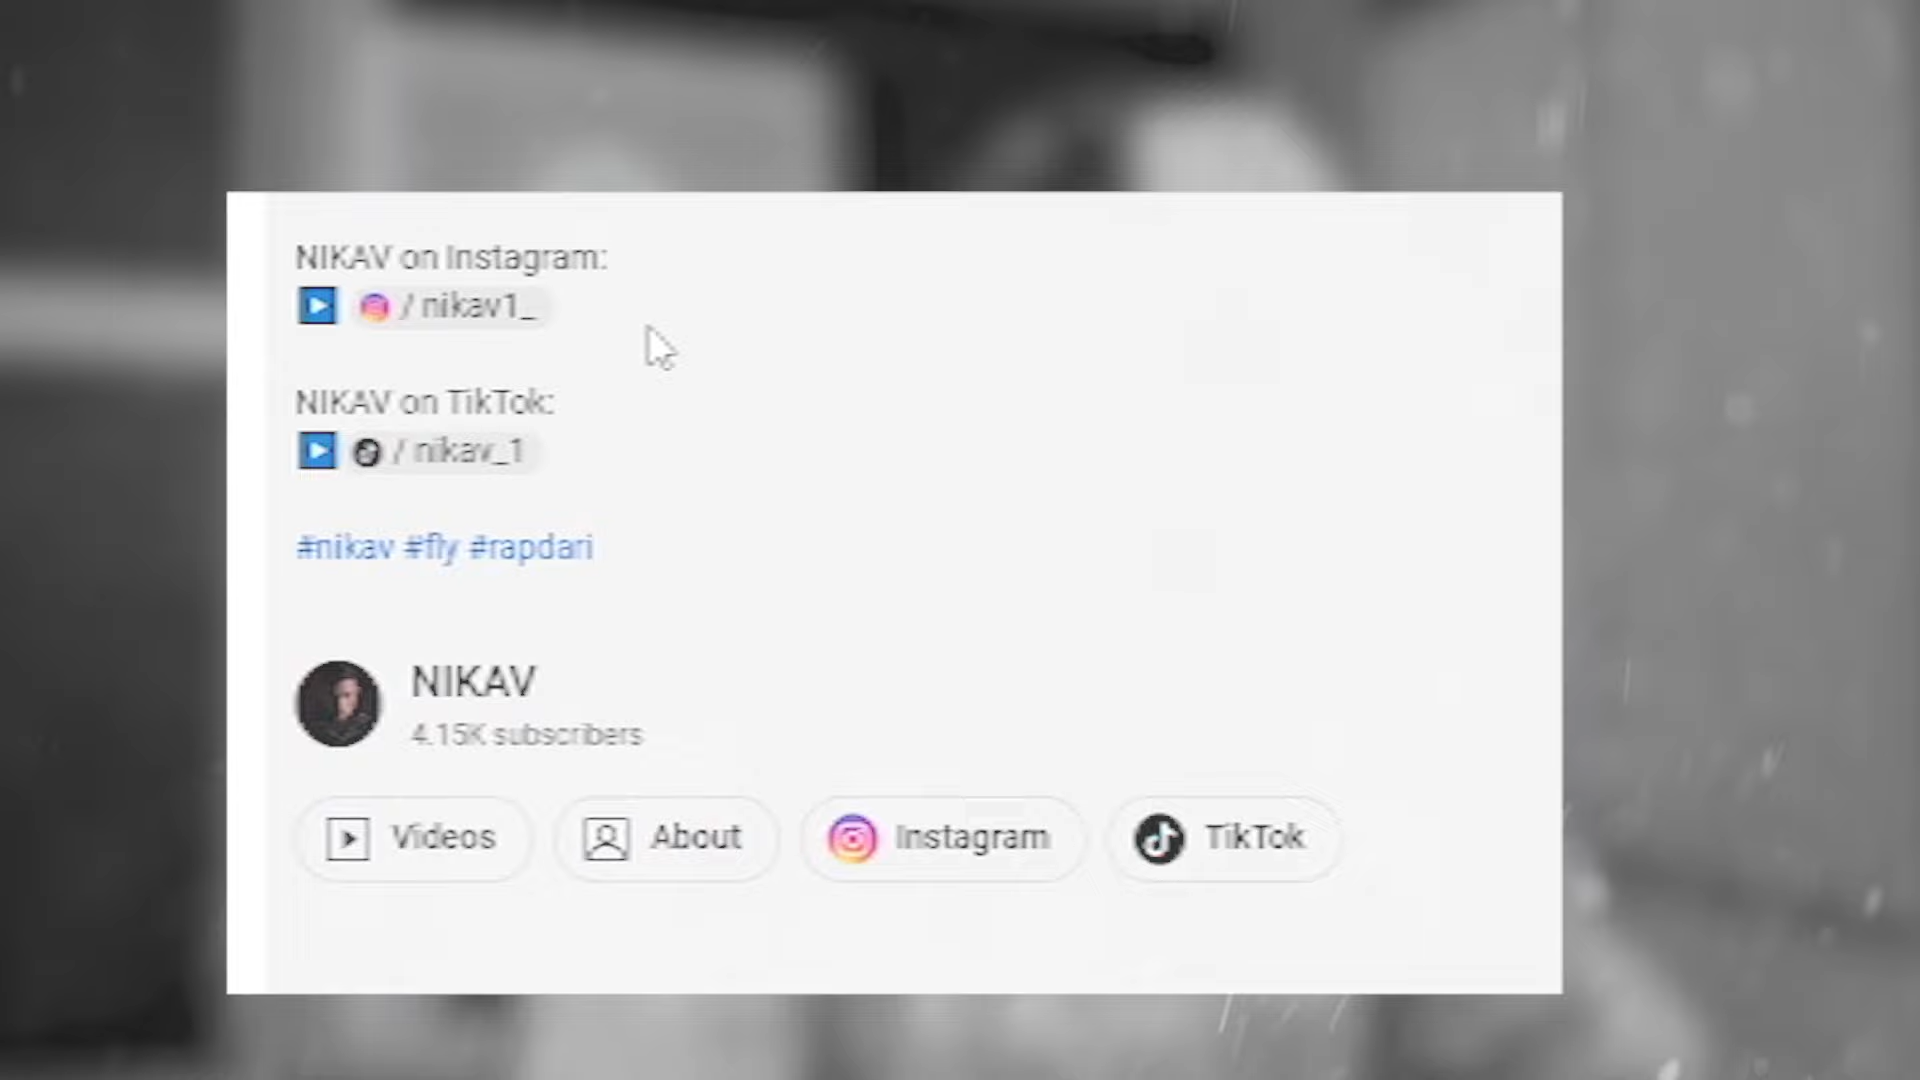 NIKAV on Instagram:
/ nikav1_
NIKAV on TikTok:
/ nikav_1
#nikav #fly #rapdari
NIKAV
4.15K subscribers
Videos
About
Instagram
TikTok